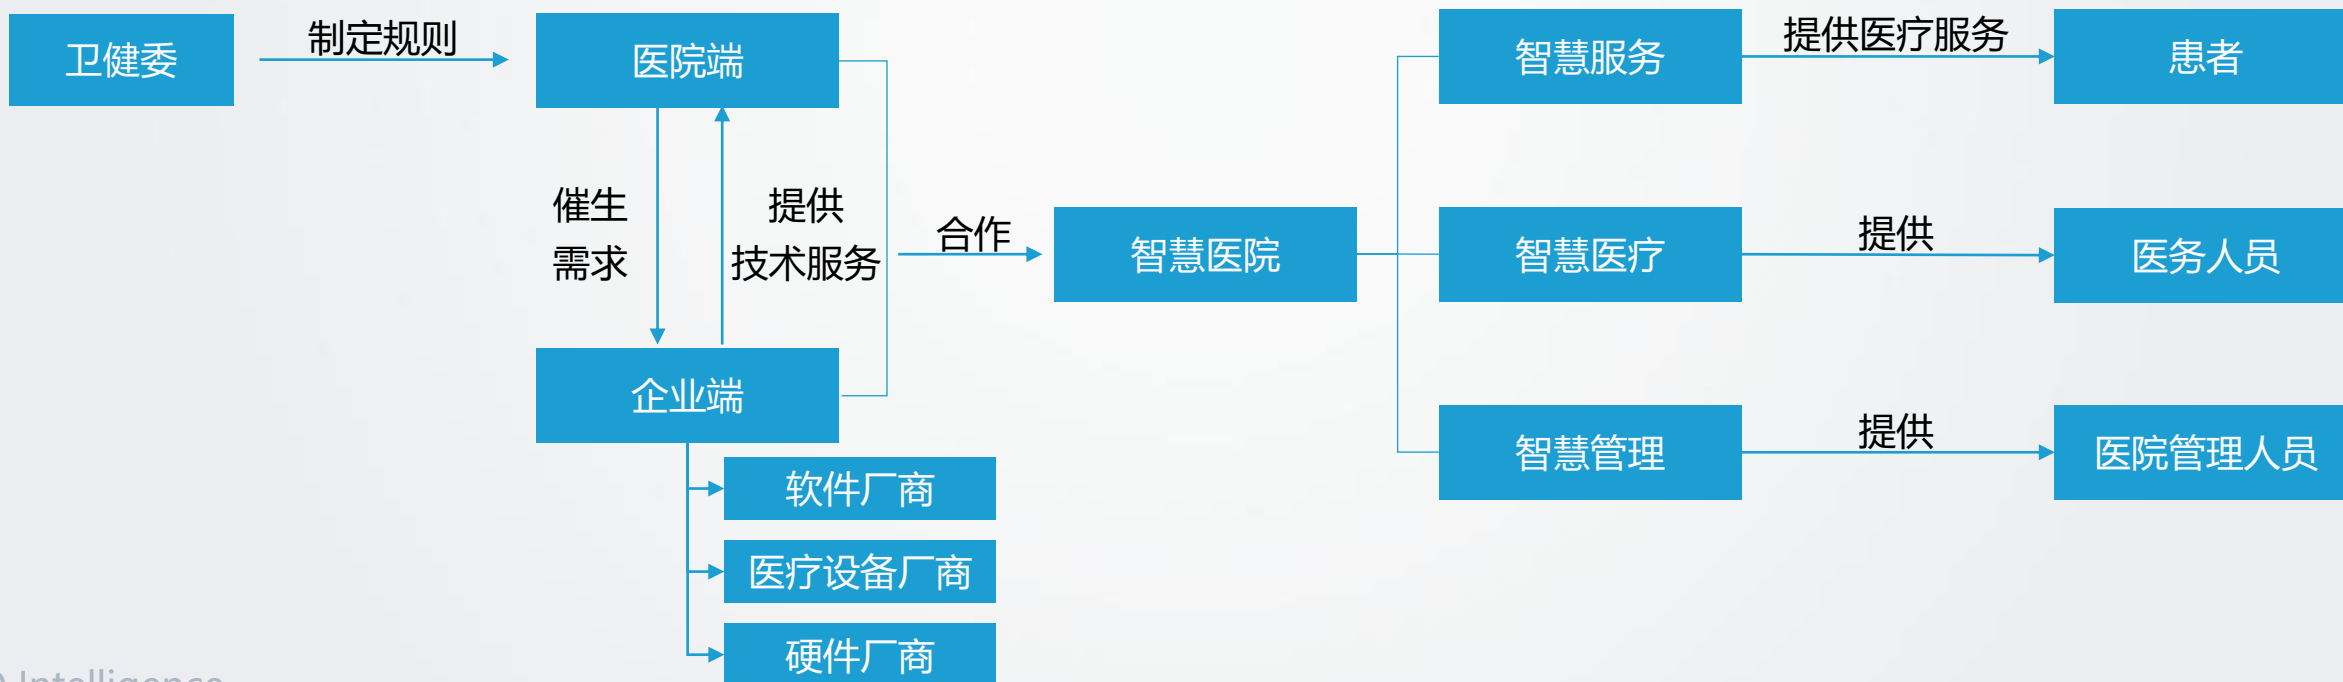 卫健委
制定规则
医院端
催生
需求
提供
技术服务
企业端
软件厂商
医疗设备厂商
硬件厂商
合作
智慧医院
智慧服务
提供医疗服务
患者
智慧医疗
提供
医务人员
智慧管理
提供
医院管理人员
Intelligence